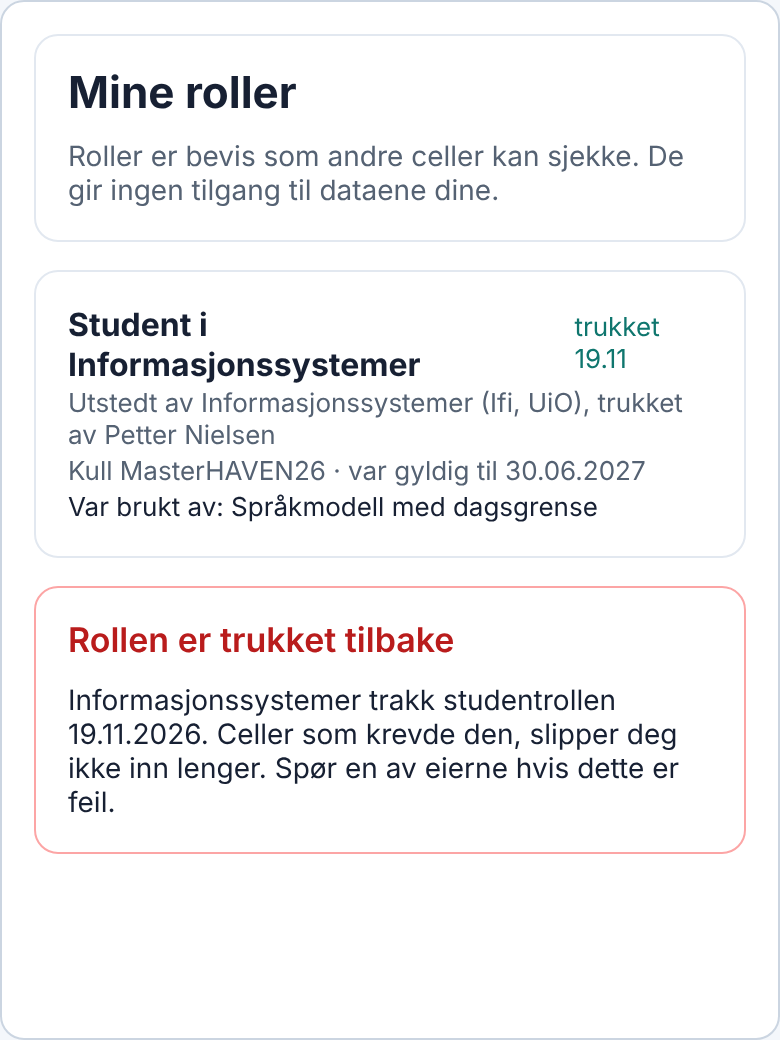 Mine roller
Roller er bevis som andre celler kan sjekke. De
gir ingen tilgang til dataene dine.
Student i
Informasjonssystemer
trukket
19.11
Utstedt av Informasjonssystemer (Ifi, UiO), trukket
av Petter Nielsen
Kull MasterHAVEN26 · var gyldig til 30.06.2027
Var brukt av: Språkmodell med dagsgrense
Rollen er trukket tilbake
Informasjonssystemer trakk studentrollen
19.11.2026. Celler som krevde den, slipper deg
ikke inn lenger. Spør en av eierne hvis dette er
feil.